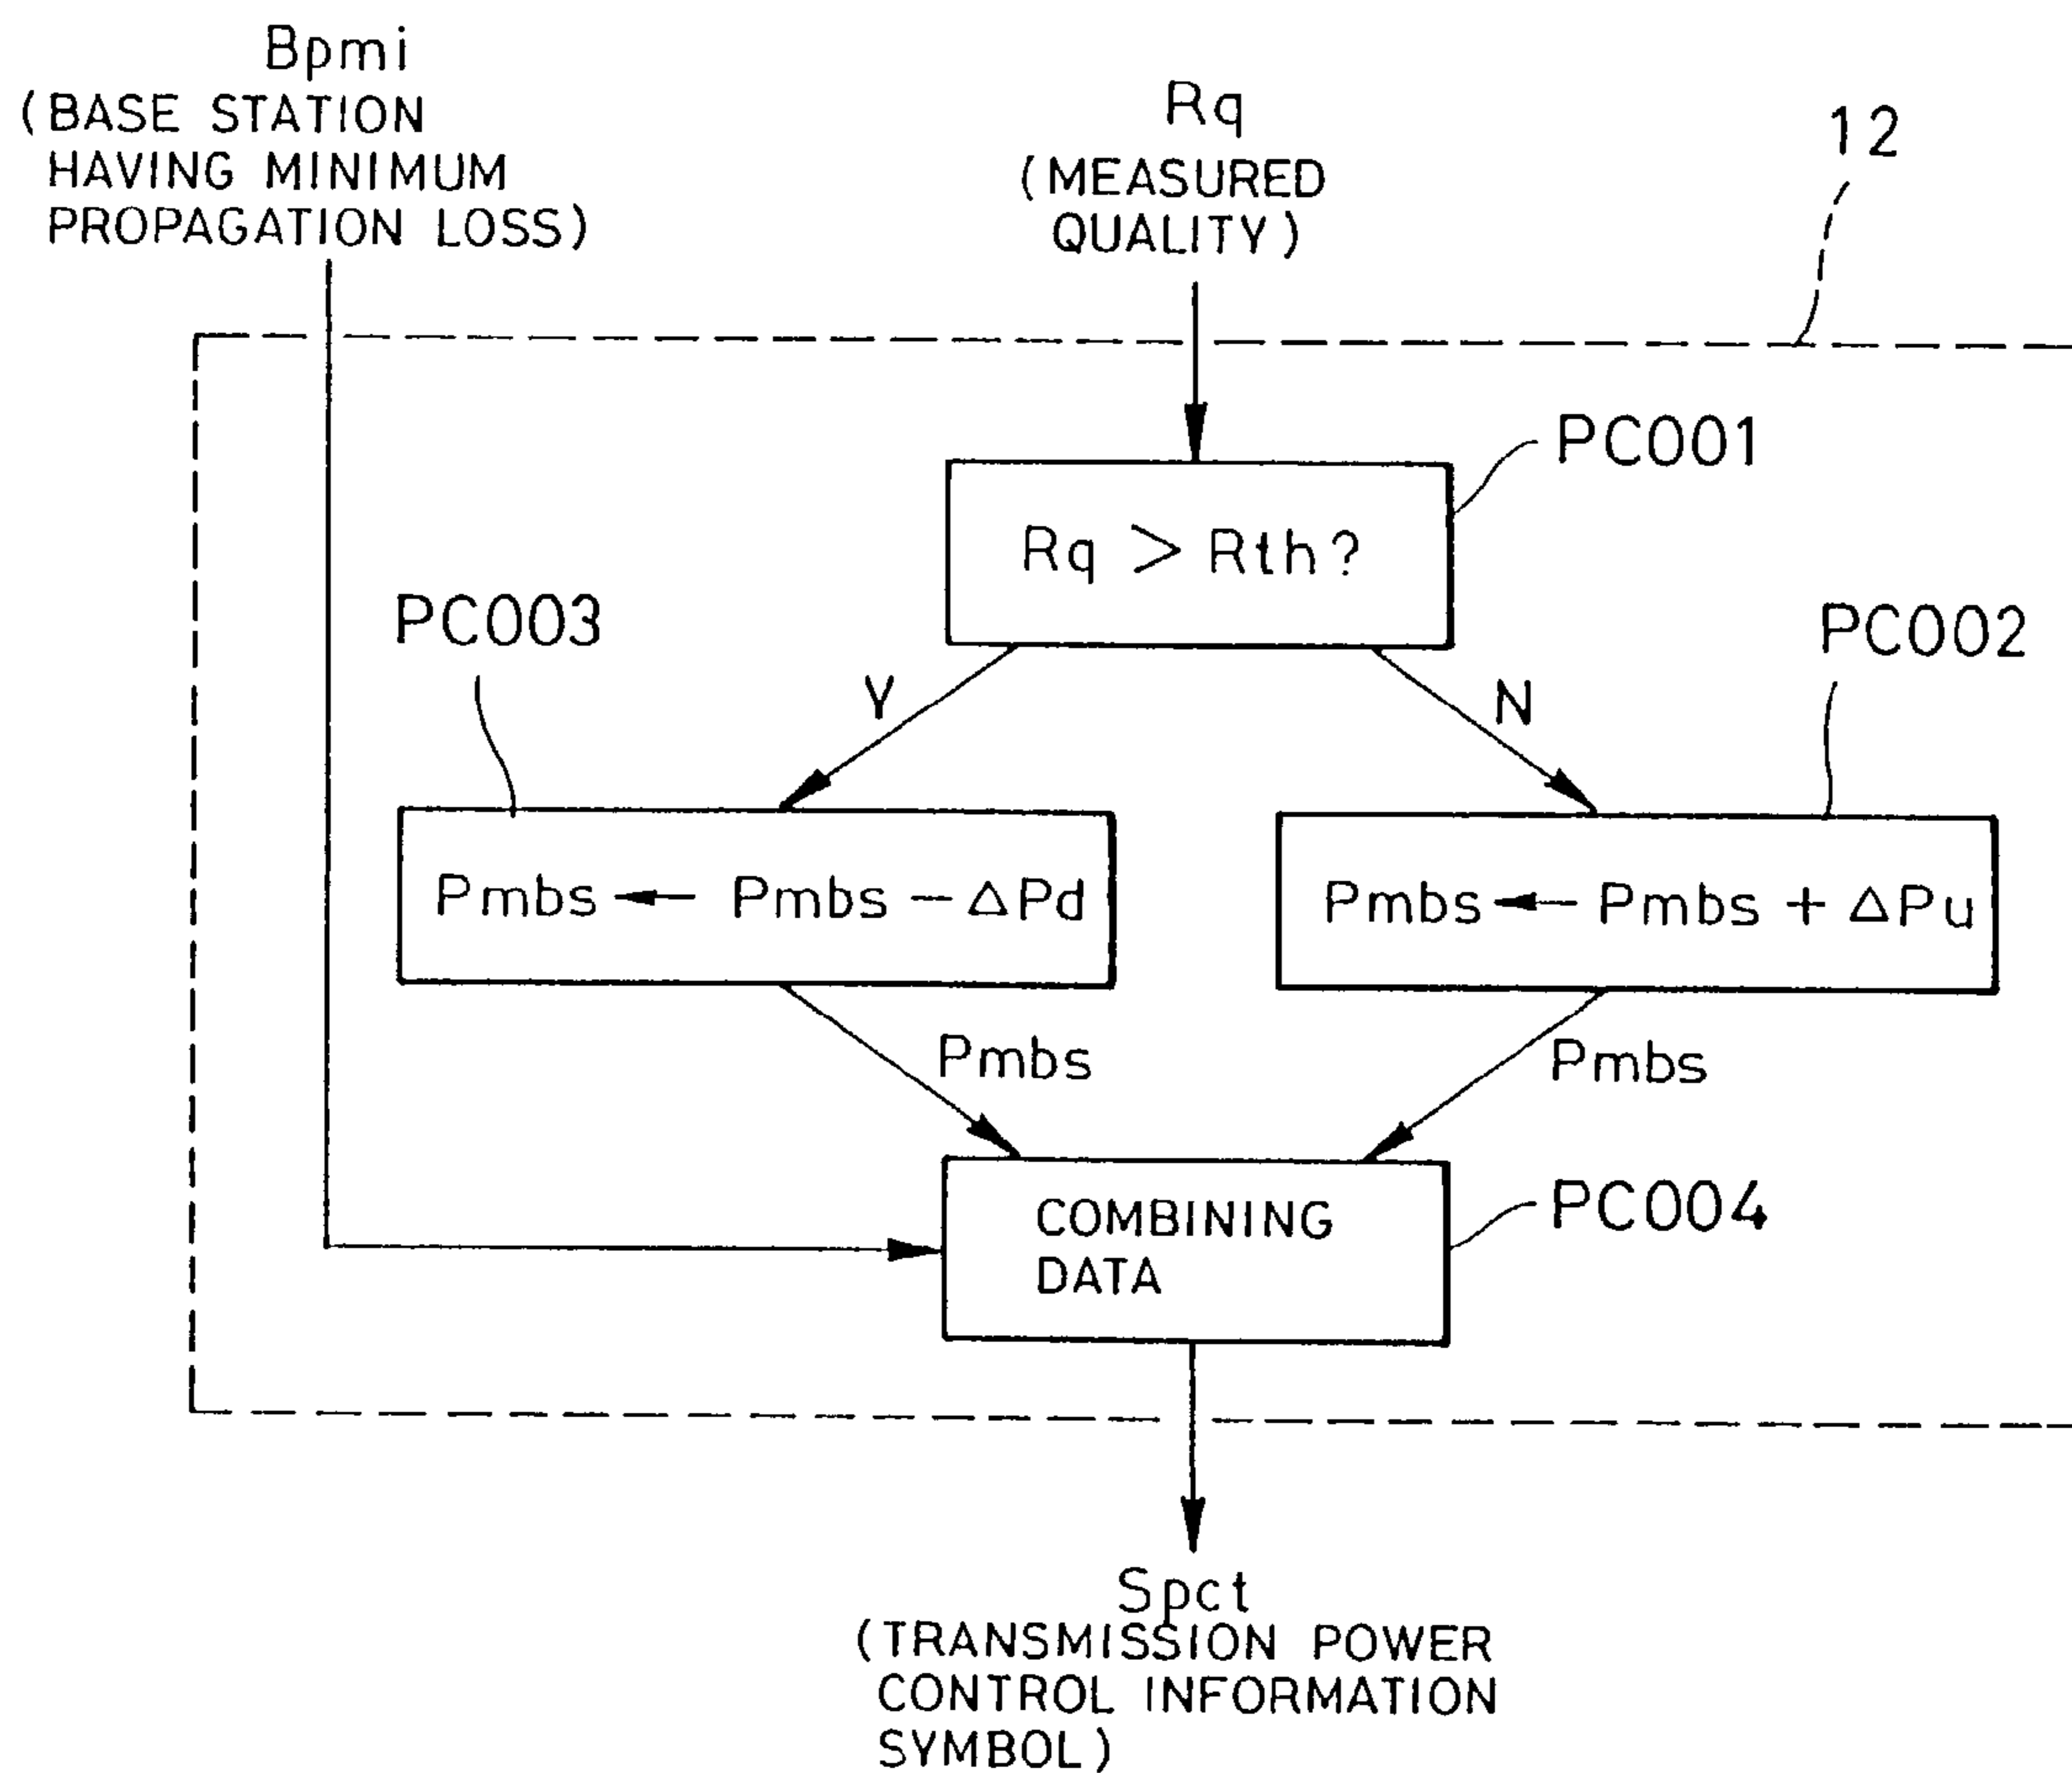 Bpmi
(BASE STATION
HAVING MINIMUM
PROPAGATION LOSS)
Rq
(MEASURED
QUALITY)
12
PC001
Rq > Rth?
PC003
PC002
Y
N
Pmbs ← Pmbs − ΔPd
Pmbs ← Pmbs + ΔPu
Pmbs
Pmbs
COMBINING
DATA
PC004
Spct
(TRANSMISSION POWER
CONTROL INFORMATION
SYMBOL)